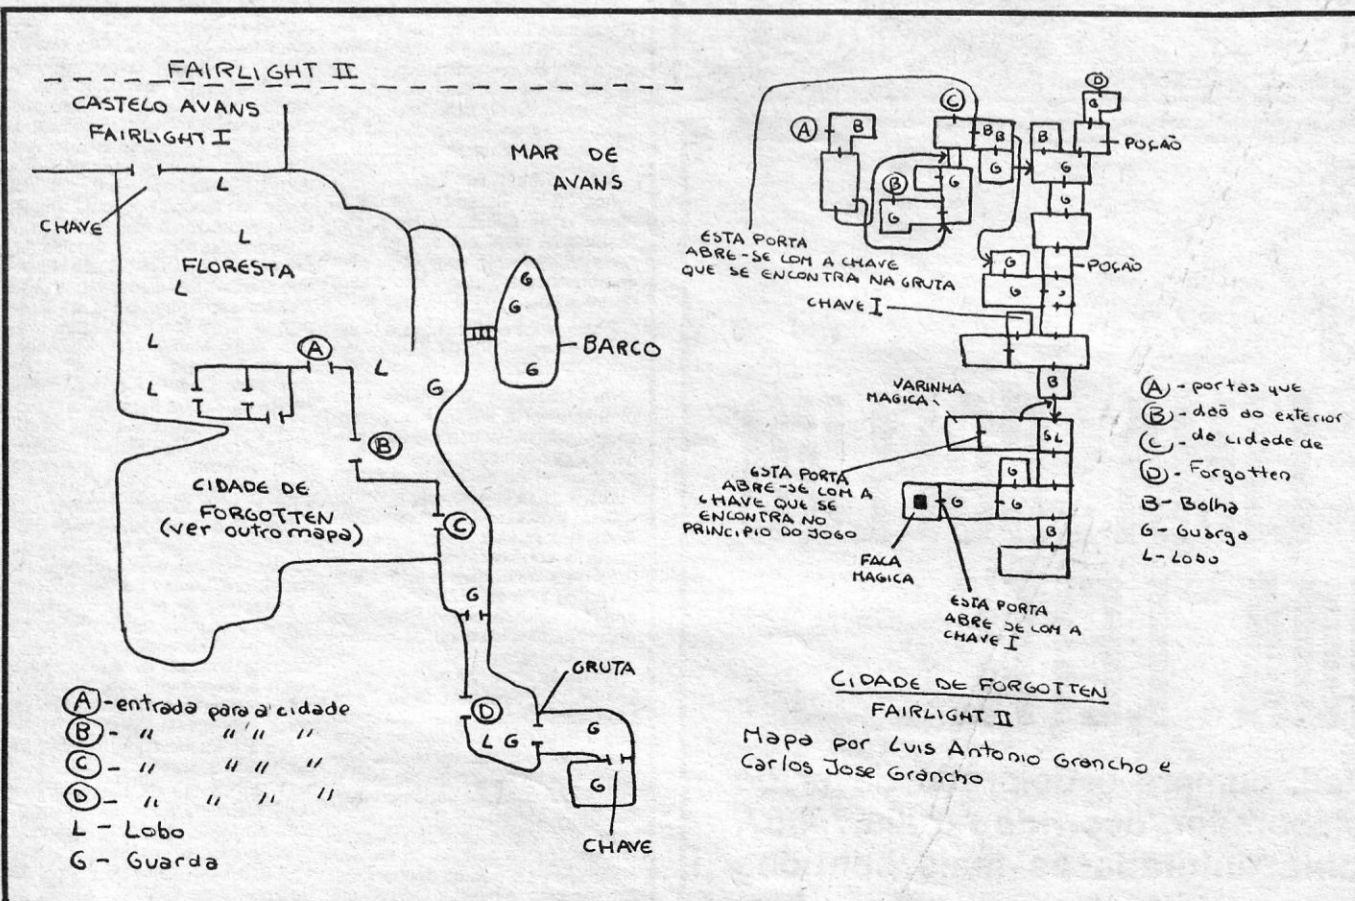 FAIRLIGHT II
CASTELO AVANS
FAIRLIGHT I
L
CHAVE
L
FLORESTA
L
L
L
L
A
B
C
D
CIDADE DE
FORGOTTEN
(ver outro mapa)
MAR DE
AVANS
G
G
G
BARCO
G
G
GRUTA
L G
G
G
CHAVE
A - entrada para a cidade
B - " " " "
C - " " " "
D - " " " "
L - Lobo
G - Guarda
A
B
C
B
B
G
G
B
G
D
G
POÇÃO
G
G
ESTA PORTA
ABRE-SE COM A CHAVE
QUE SE ENCONTRA NA GRUTA
POÇÃO
G
G
CHAVE I
B
VARINHA
MAGICA
SL
ESTA PORTA
ABRE-SE COM A
CHAVE QUE SE
ENCONTRA NO
PRINCIPIO DO JOGO
G
G
G
B
FACA
MAGICA
ESTA PORTA
ABRE SE COM A
CHAVE I
A - portas que
B - daõ ao exterior
C - da cidade de
D - Forgotten
B - Bolha
G - Guarga
L - Lobo
CIDADE DE FORGOTTEN
FAIRLIGHT II
Mapa por Luis Antonio Grancho e
Carlos Jose Grancho